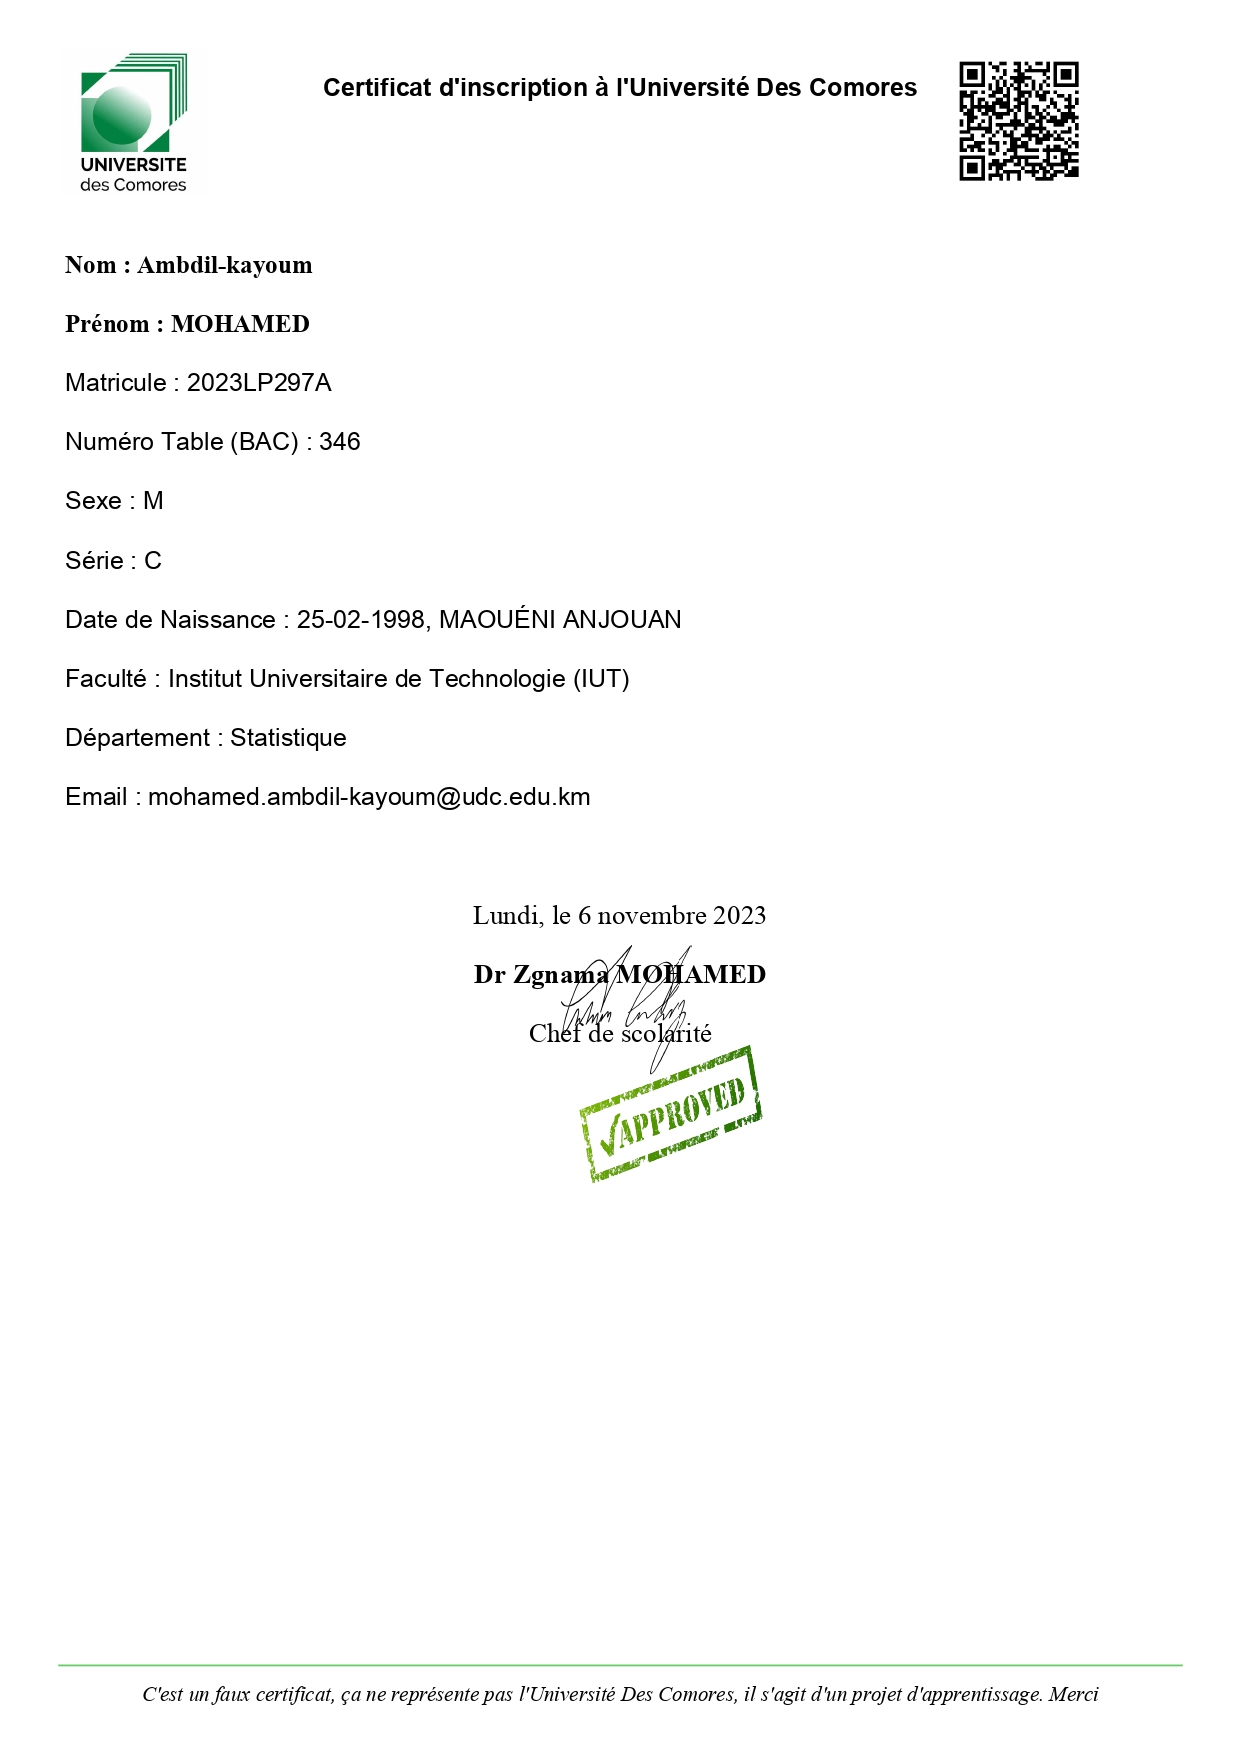 UNIVERSITE
des Comores
Certificat d'inscription à l'Université Des Comores
Nom : Ambdil-kayoum
Prénom : MOHAMED
Matricule : 2023LP297A
Numéro Table (BAC) : 346
Sexe : M
Série : C
Date de Naissance : 25-02-1998, MAOUÉNI ANJOUAN
Faculté : Institut Universitaire de Technologie (IUT)
Département : Statistique
Email : mohamed.ambdil-kayoum@udc.edu.km
Lundi, le 6 novembre 2023
Dr Zgnama MOHAMED
Chef de scolarité
APPROVED
C'est un faux certificat, ça ne représente pas l'Université Des Comores, il s'agit d'un projet d'apprentissage. Merci